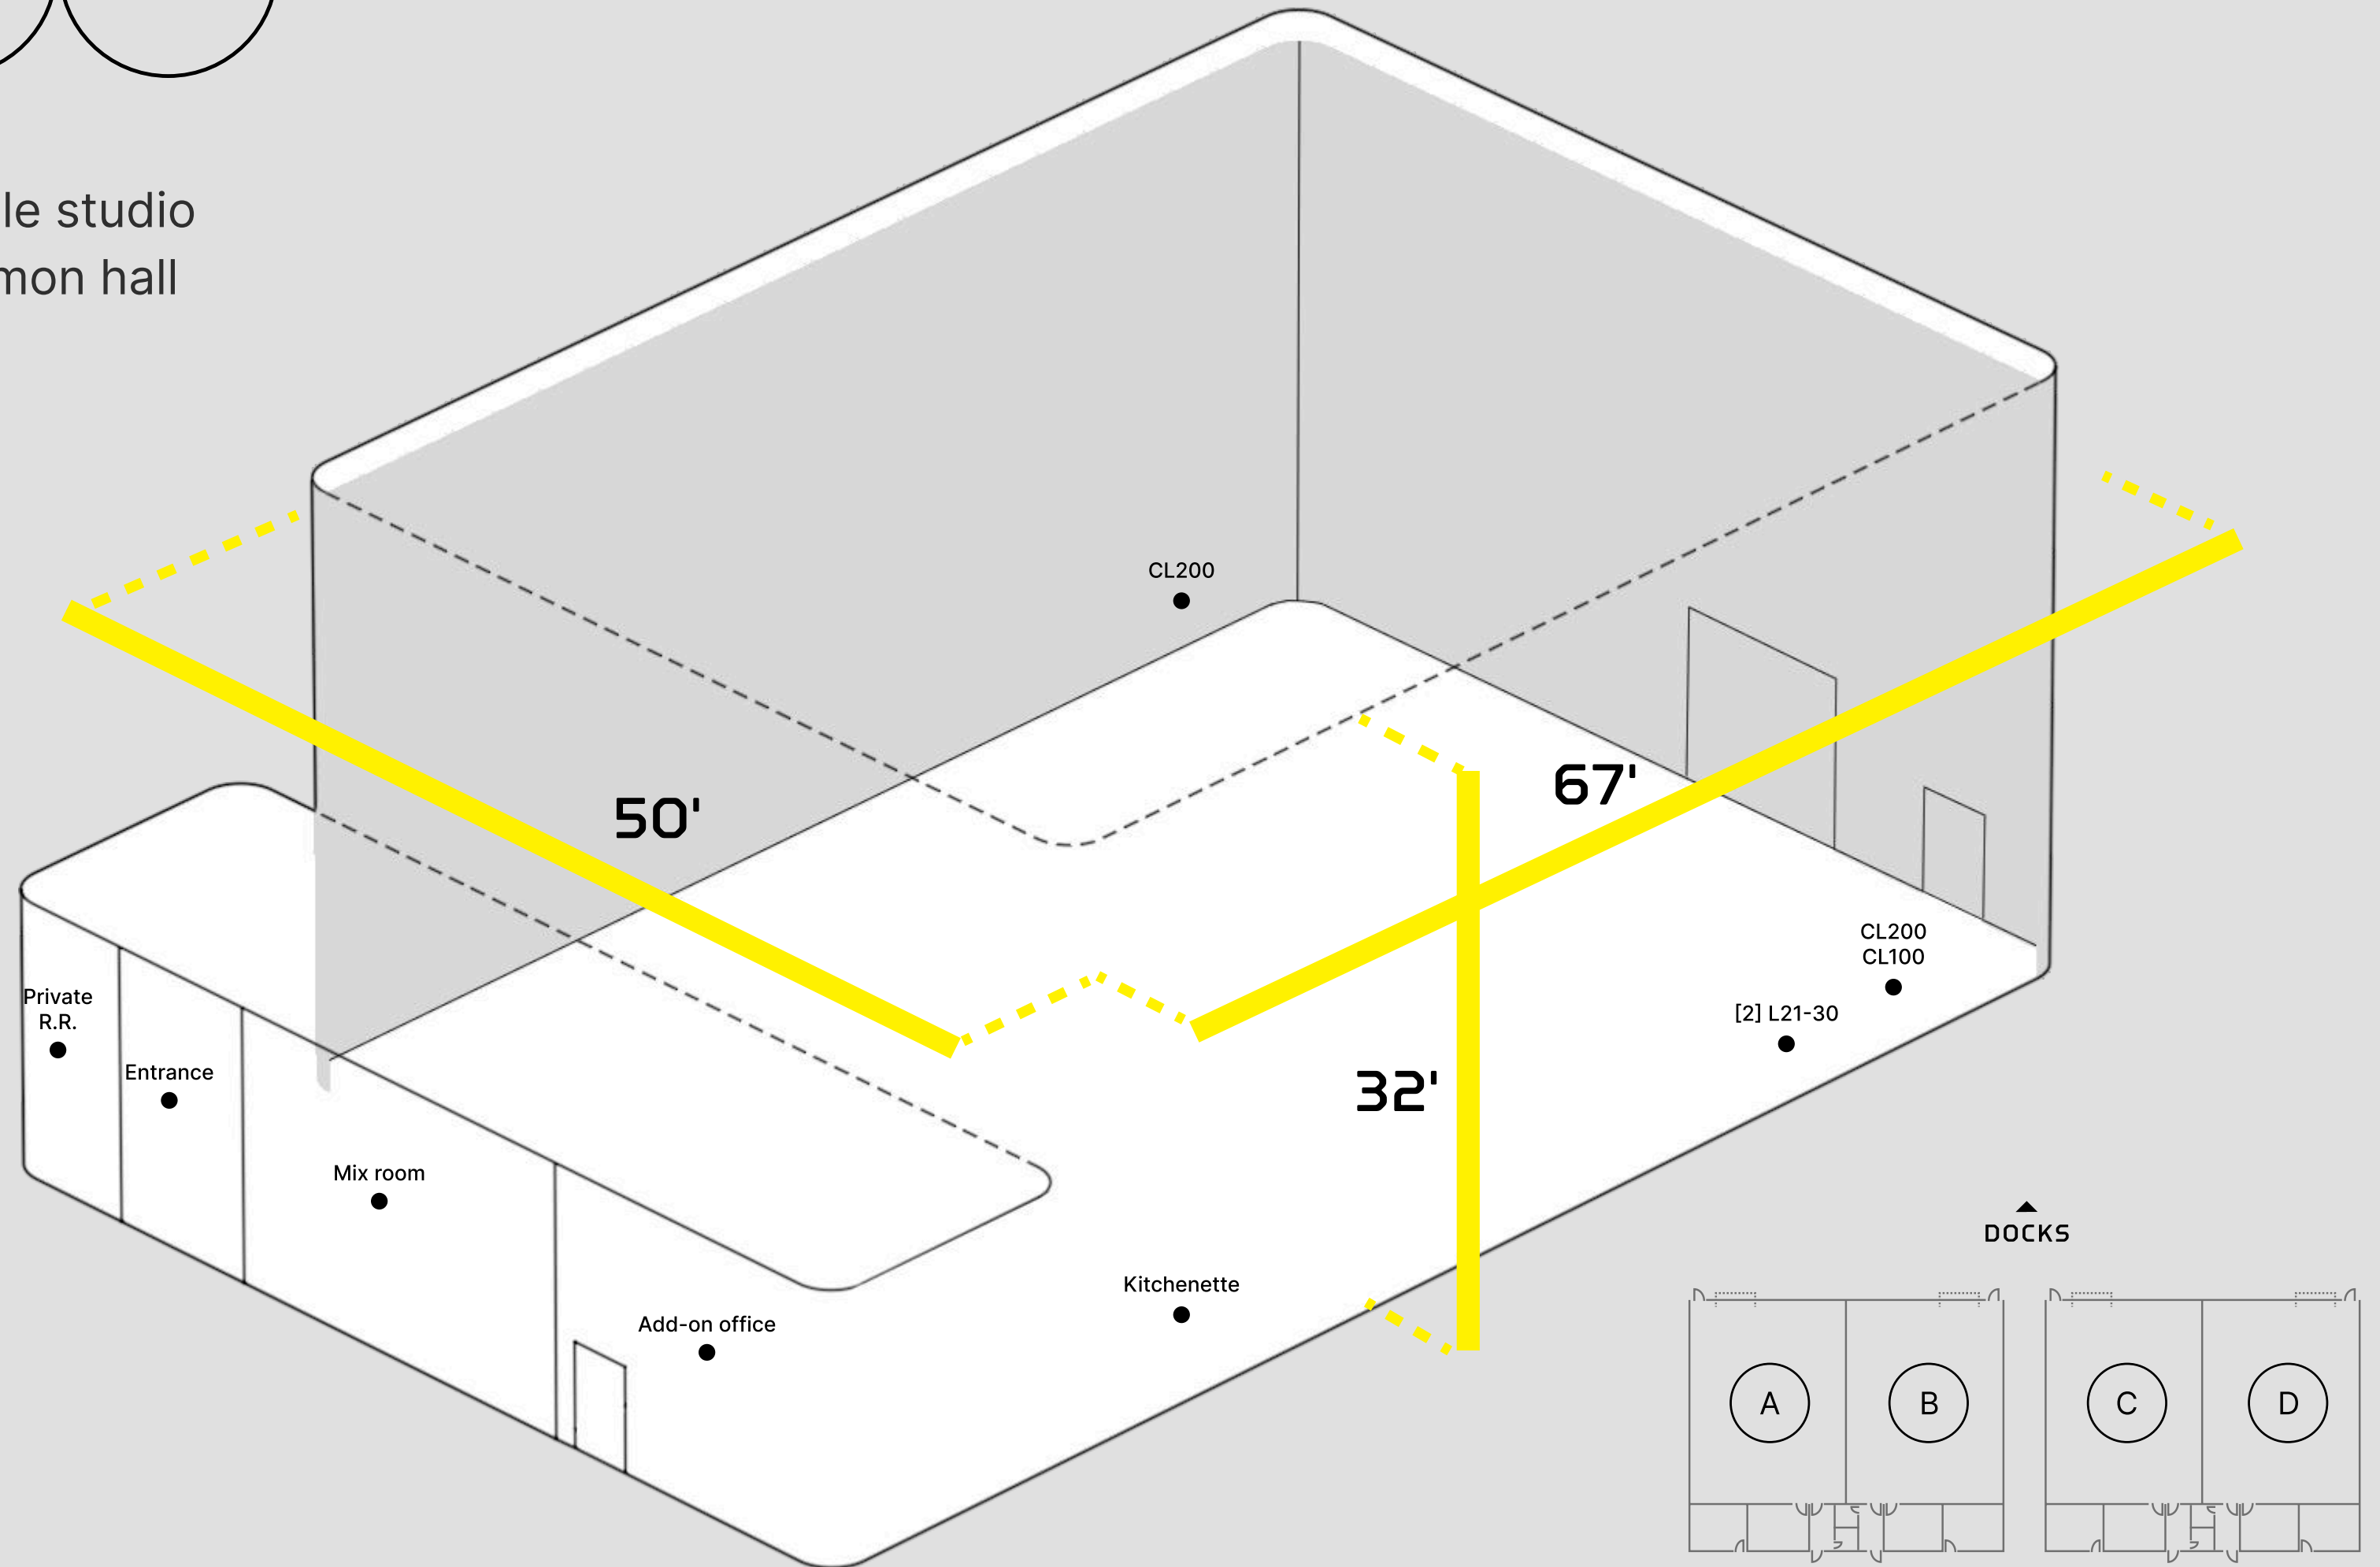 le studio
mon hall
CL200
50'
67'
32'
CL200
CL100
[2] L21-30
Private
R.R.
Entrance
Mix room
Add-on office
Kitchenette
DOCKS
A
B
C
D